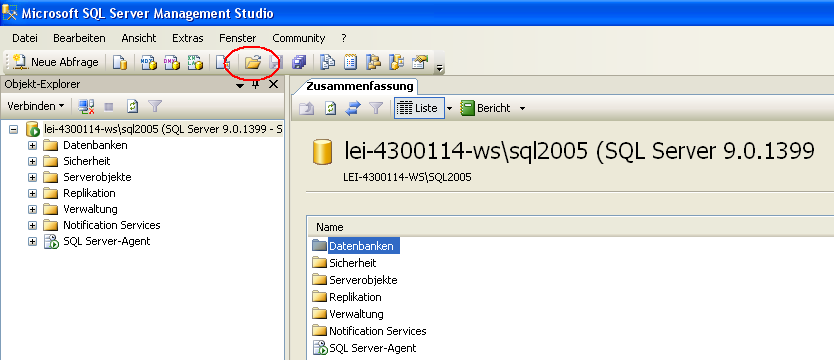 Microsoft SQL Server Management Studio
Datei Bearbeiten Ansicht Extras Fenster Community ?
Neue Abfrage
Objekt-Explorer
Verbinden
lei-4300114-ws\sql2005 (SQL Server 9.0.1399 - S
Datenbanken
Sicherheit
Serverobjekte
Replikation
Verwaltung
Notification Services
SQL Server-Agent
Zusammenfassung
Liste Bericht
lei-4300114-ws\sql2005 (SQL Server 9.0.1399
LEI-4300114-WS\SQL2005
Name
Datenbanken
Sicherheit
Serverobjekte
Replikation
Verwaltung
Notification Services
SQL Server-Agent